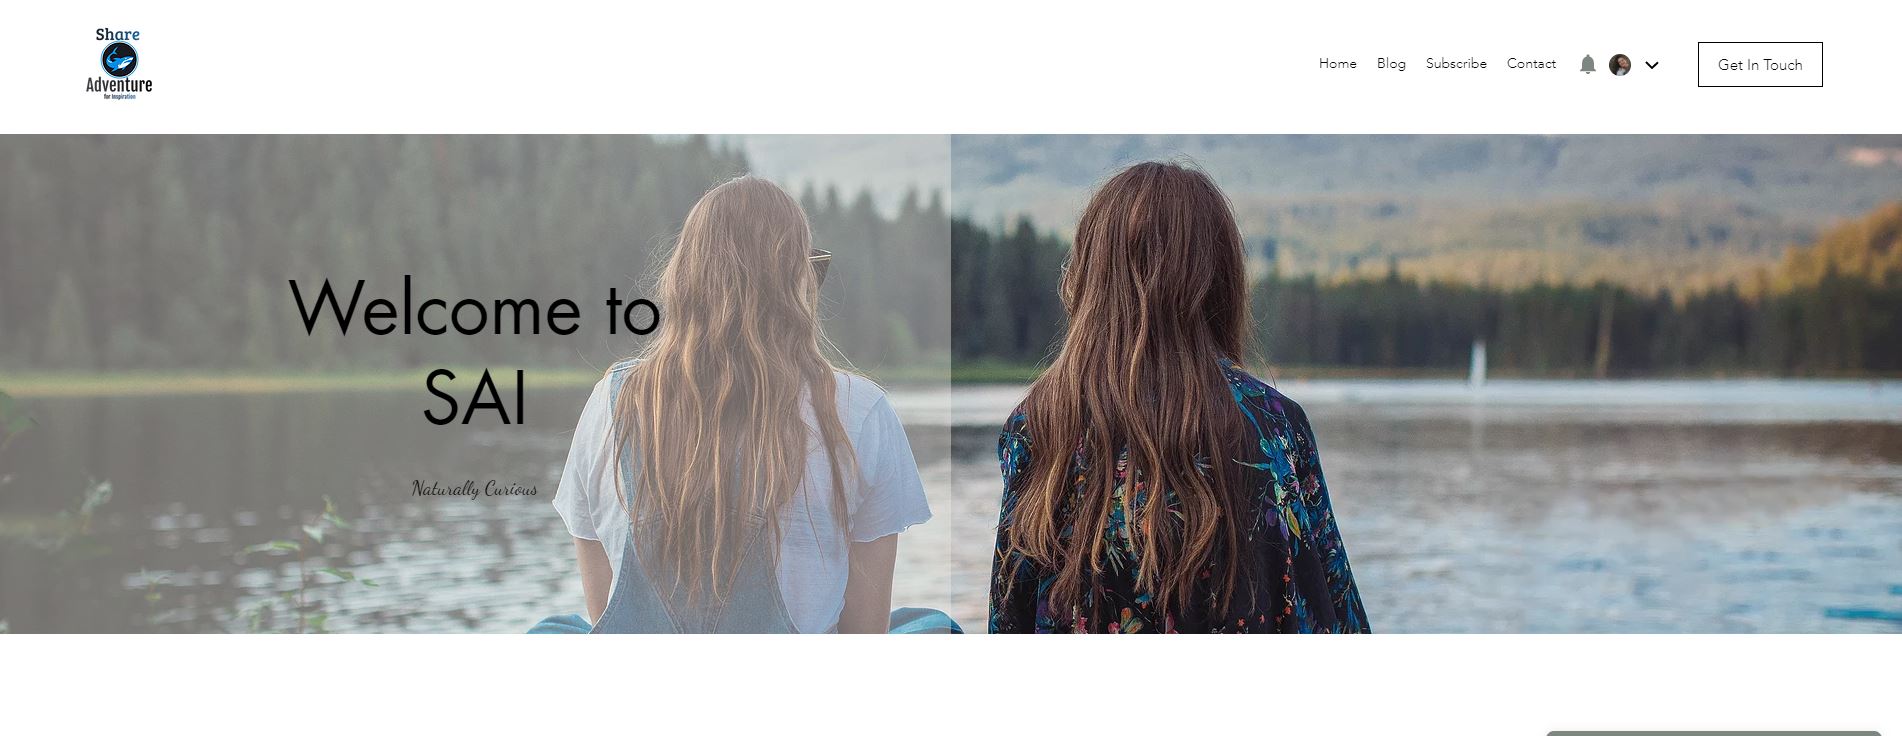 Share
Adventure
for Inspiration
Home Blog Subscribe Contact
Get In Touch
Welcome to
SAI
Naturally Curious